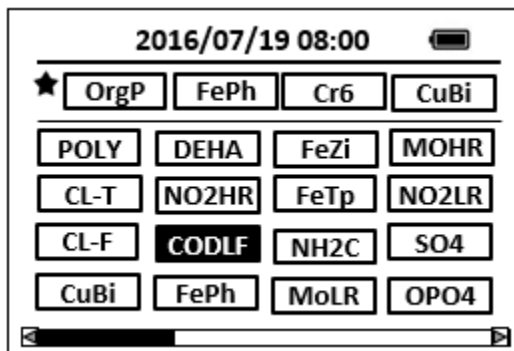 2016/07/19 08:00
OrgP FePh Cr6 CuBi
POLY DEHA FeZi MOHR
CL-T NO2HR FeTp NO2LR
CL-F CODLF NH2C SO4
CuBi FePh MoLR OPO4